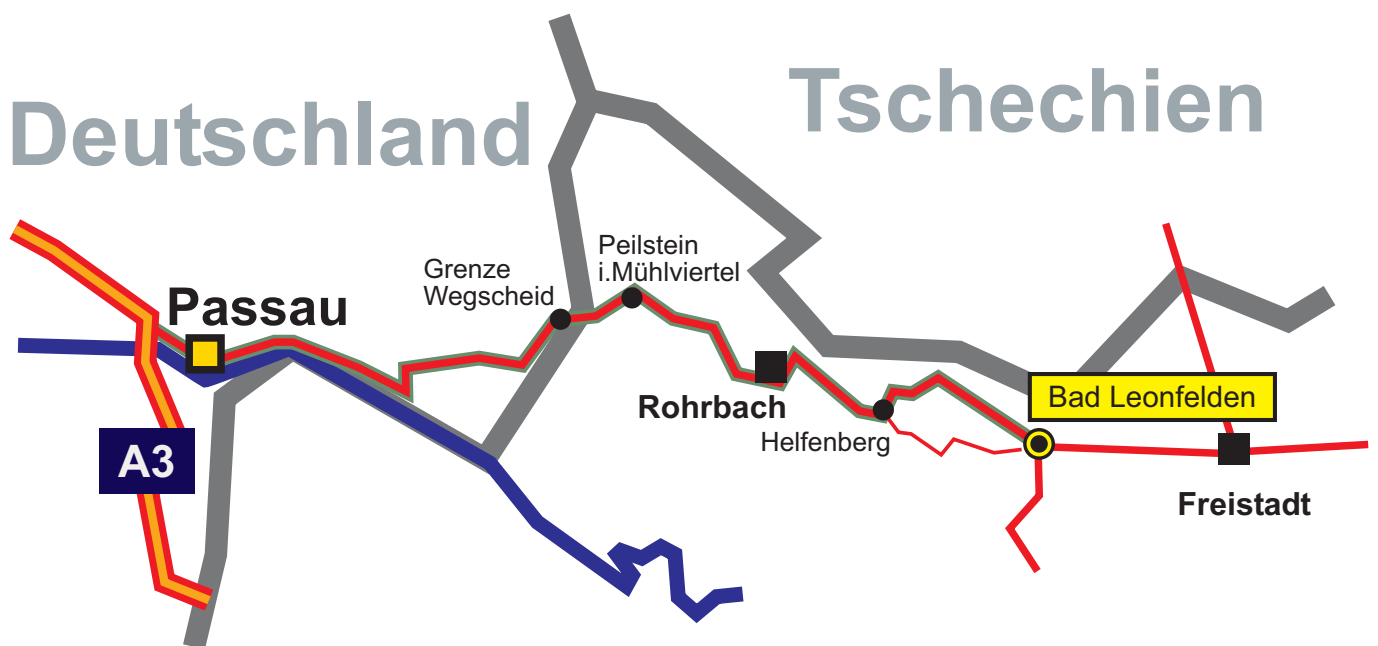 Deutschland
Tschechien
Peilstein
i.Mühlviertel
Grenze
Wegscheid
Passau
Bad Leonfelden
Rohrbach
Helfenberg
A3
Freistadt